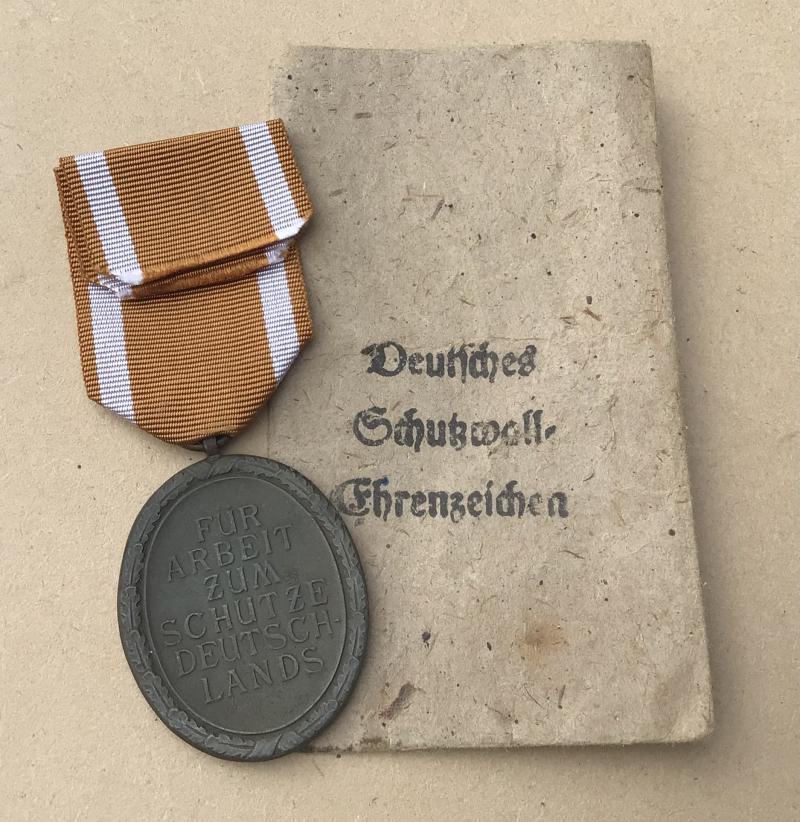 Deutsches
Schutzwall-
Ehrenzeichen
FÜR
ARBEIT
ZUM
SCHUTZE
DEUTSCH-
LANDS